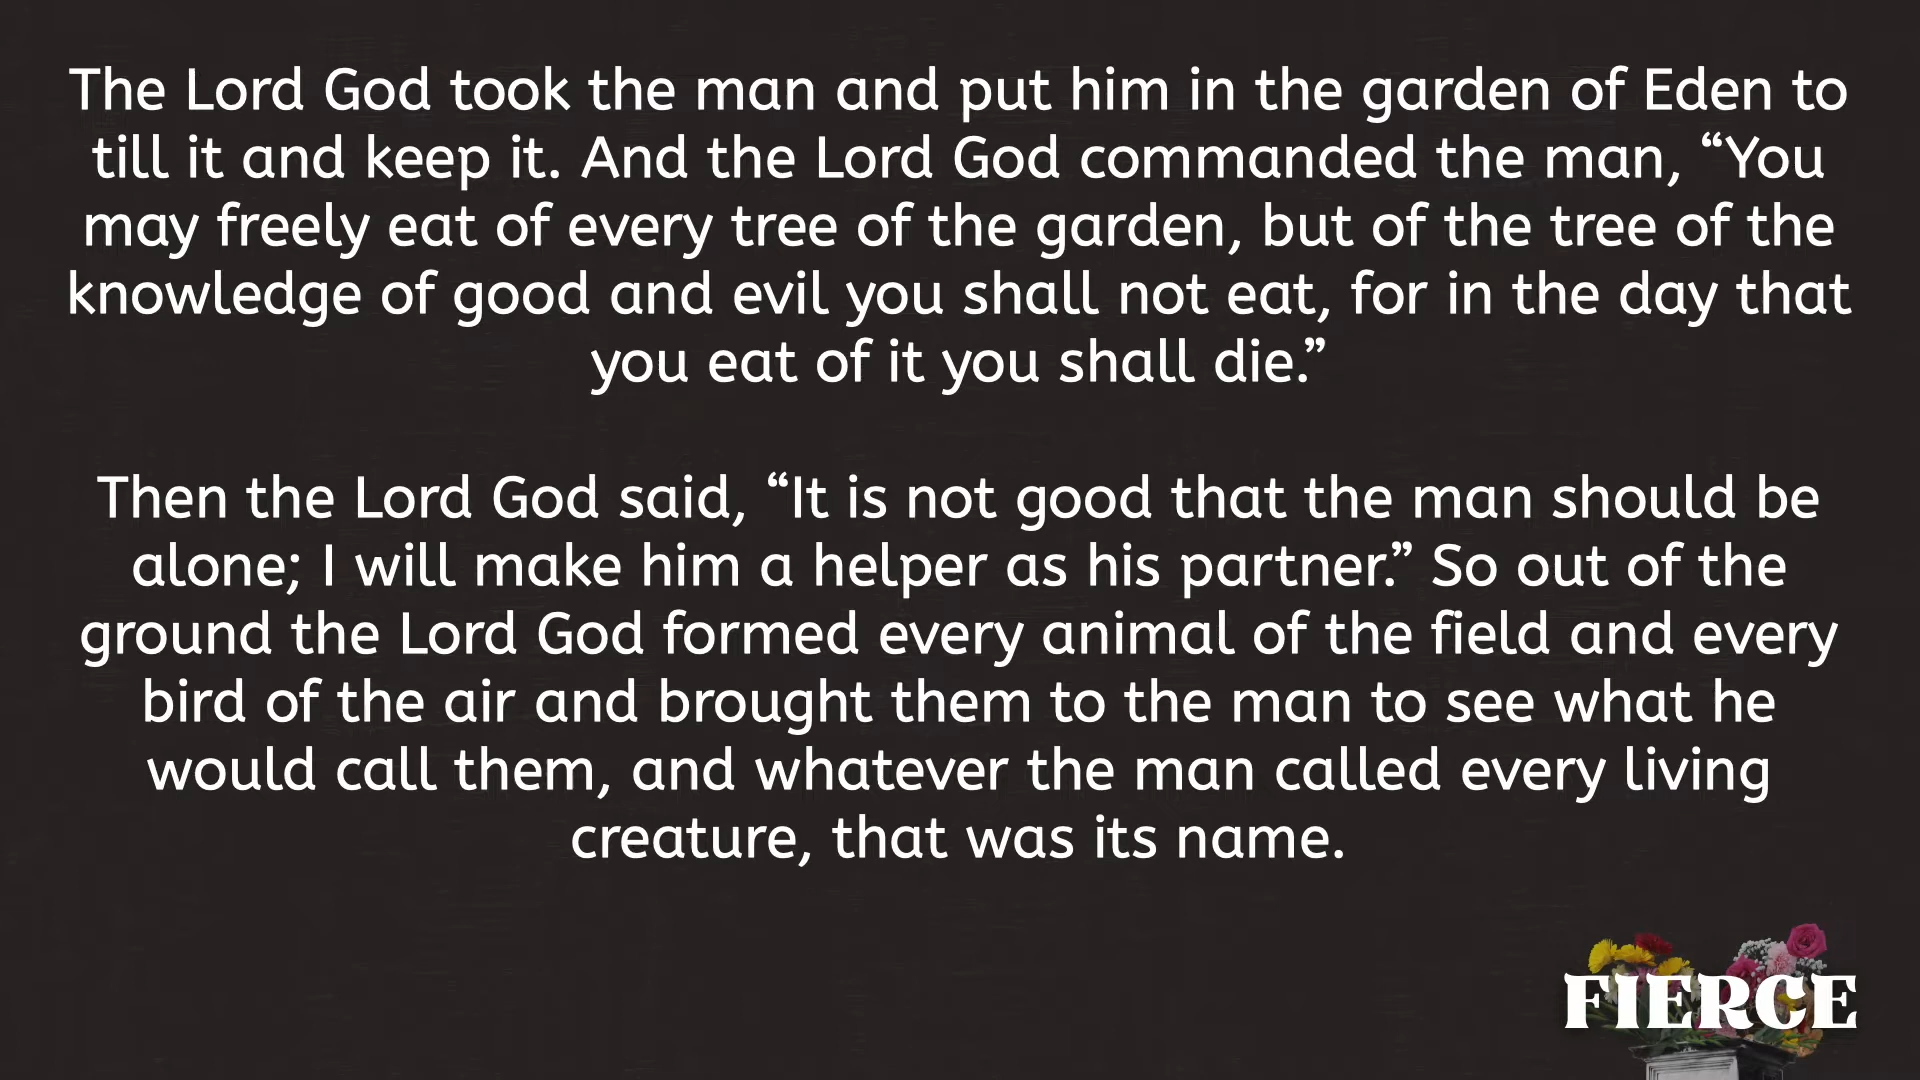 The Lord God took the man and put him in the garden of Eden to
till it and keep it. And the Lord God commanded the man, “You
may freely eat of every tree of the garden, but of the tree of the
knowledge of good and evil you shall not eat, for in the day that
you eat of it you shall die.”
Then the Lord God said, “It is not good that the man should be
alone; I will make him a helper as his partner.” So out of the
ground the Lord God formed every animal of the field and every
bird of the air and brought them to the man to see what he
would call them, and whatever the man called every living
creature, that was its name.
FIERCE